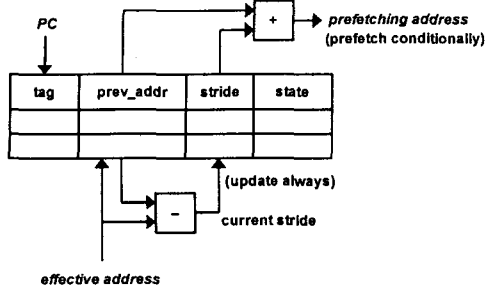 PC
+
prefetching address
(prefetch conditionally)
tag prev_addr stride state
(update always)
−
current stride
effective address